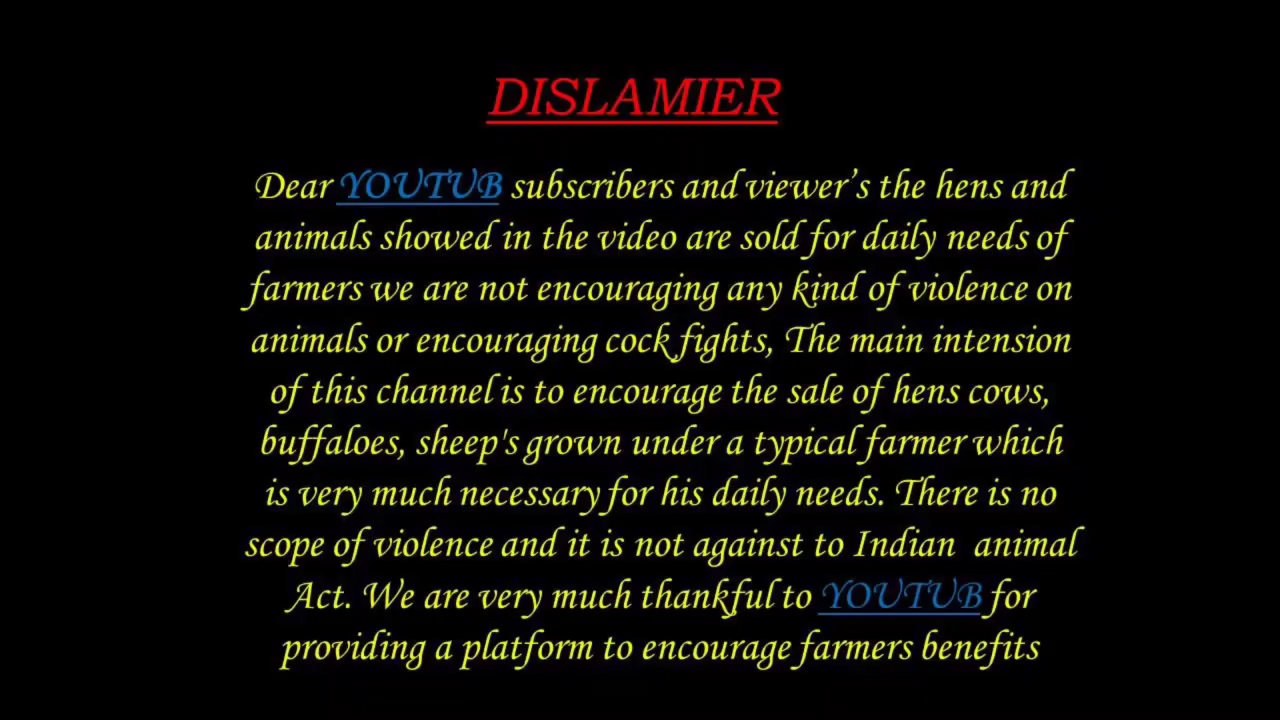 DISLAMIER
Dear YOUTUB subscribers and viewer’s the hens and
animals showed in the video are sold for daily needs of
farmers we are not encouraging any kind of violence on
animals or encouraging cock fights, The main intension
of this channel is to encourage the sale of hens cows,
buffaloes, sheep's grown under a typical farmer which
is very much necessary for his daily needs. There is no
scope of violence and it is not against to Indian animal
Act. We are very much thankful to YOUTUB for
providing a platform to encourage farmers benefits